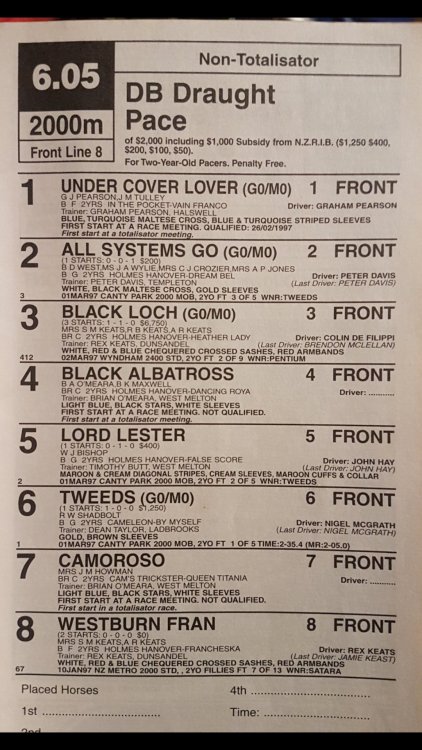 6.05
Non-Totalisator
2000m
Front Line 8
DB Draught
Pace
of $2,000 including $1,000 Subsidy from N.Z.R.I.B. ($1,250 $400,
$200, $100, $50).
For Two-Year-Old Pacers. Penalty Free.
1 UNDER COVER LOVER (G0/M0) 1 FRONT
G J PEARSON,J M TULLEY
B F 2YRS IN THE POCKET-VAIN FRANCO Driver: GRAHAM PEARSON
Trainer: GRAHAM PEARSON, HALSWELL
BLUE, TURQUOISE MALTESE CROSS, BLUE & TURQUOISE STRIPED SLEEVES
FIRST START AT A RACE MEETING. QUALIFIED: 26/02/1997
First start at a totalisator meeting.
2 ALL SYSTEMS GO (G0/M0) 2 FRONT
(1 STARTS: 0 - 0 - 1 $200)
B D WEST,MS J A WYLIE,MRS C J CROZIER,MRS A P JONES
B G 2YRS HOLMES HANOVER-DREAM BEL Driver: PETER DAVIS
Trainer: PETER DAVIS, TEMPLETON (Last Driver: PETER DAVIS)
WHITE, BLACK MALTESE CROSS, GOLD SLEEVES
3 01MAR97 CANTY PARK 2000 MOB, 2YO FT 3 OF 5 WNR:TWEEDS
3 BLACK LOCH (G0/M0) 3 FRONT
(3 STARTS: 1 - 1 - 0 $6,750)
MRS S M KEATS,R B KEATS,A R KEATS
BR C 2YRS HOLMES HANOVER-HEATHER LADY Driver: COLIN DE FILIPPI
Trainer: REX KEATS, DUNSANDEL (Last Driver: BRENDON MCLELLAN)
WHITE, RED & BLUE CHEQUERED CROSSED SASHES, RED ARMBANDS
412 02MAR97 WYNDHAM 2400 STD, 2YO FT 2 OF 9 WNR:PENTIUM
4 BLACK ALBATROSS 4 FRONT
B A O'MEARA,B K MAXWELL
BR C 2YRS HOLMES HANOVER-DANCING ROYA Driver: ...........
Trainer: BRIAN O'MEARA, WEST MELTON
LIGHT BLUE, BLACK STARS, WHITE SLEEVES
FIRST START AT A RACE MEETING. NOT QUALIFIED.
First start at a totalisator meeting.
5 LORD LESTER 5 FRONT
(1 STARTS: 0 - 1 - 0 $400)
W J BISHOP
B G 2YRS HOLMES HANOVER-FALSE SCORE Driver: JOHN HAY
Trainer: TIMOTHY BUTT, WEST MELTON (Last Driver: JOHN HAY)
MAROON & CREAM DIAGONAL STRIPES, CREAM SLEEVES, MAROON CUFFS & COLLAR
2 01MAR97 CANTY PARK 2000 MOB, 2YO FT 2 OF 5 WNR:TWEEDS
6 TWEEDS (G0/M0) 6 FRONT
(1 STARTS: 1 - 0 - 0 $1,250)
R W SHADBOLT
B G 2YRS CAMELEON-BY MYSELF Driver: NIGEL MCGRATH
Trainer: DEAN TAYLOR, LADBROOKS (Last Driver: NIGEL MCGRATH)
GOLD, BROWN SLEEVES
1 01MAR97 CANTY PARK 2000 MOB, 2YO FT 1 OF 5 TIME:2-35.4 (MR:2-05.0)
7 CAMOROSO 7 FRONT
MRS J M HOWMAN
BR C 2YRS CAM'S TRICKSTER-QUEEN TITANIA Driver: ...........
Trainer: BRIAN O'MEARA, WEST MELTON
LIGHT BLUE, BLACK STARS, WHITE SLEEVES
FIRST START AT A RACE MEETING. NOT QUALIFIED.
First start in a totalisator race.
8 WESTBURN FRAN 8 FRONT
(2 STARTS: 0 - 0 - 0 $0)
MRS S M KEATS,A R KEATS
B F 2YRS HOLMES HANOVER-FRANCHESKA Driver: REX KEATS
Trainer: REX KEATS, DUNSANDEL (Last Driver: JAMIE KEAST)
WHITE, RED & BLUE CHEQUERED CROSSED SASHES, RED ARMBANDS
67 10JAN97 NZ METRO 2000 STD, , 2YO FILLIES FT 7 OF 13 WNR:SATARA
Placed Horses 4th ..............................
1st .............................. Time: ..............................
2nd